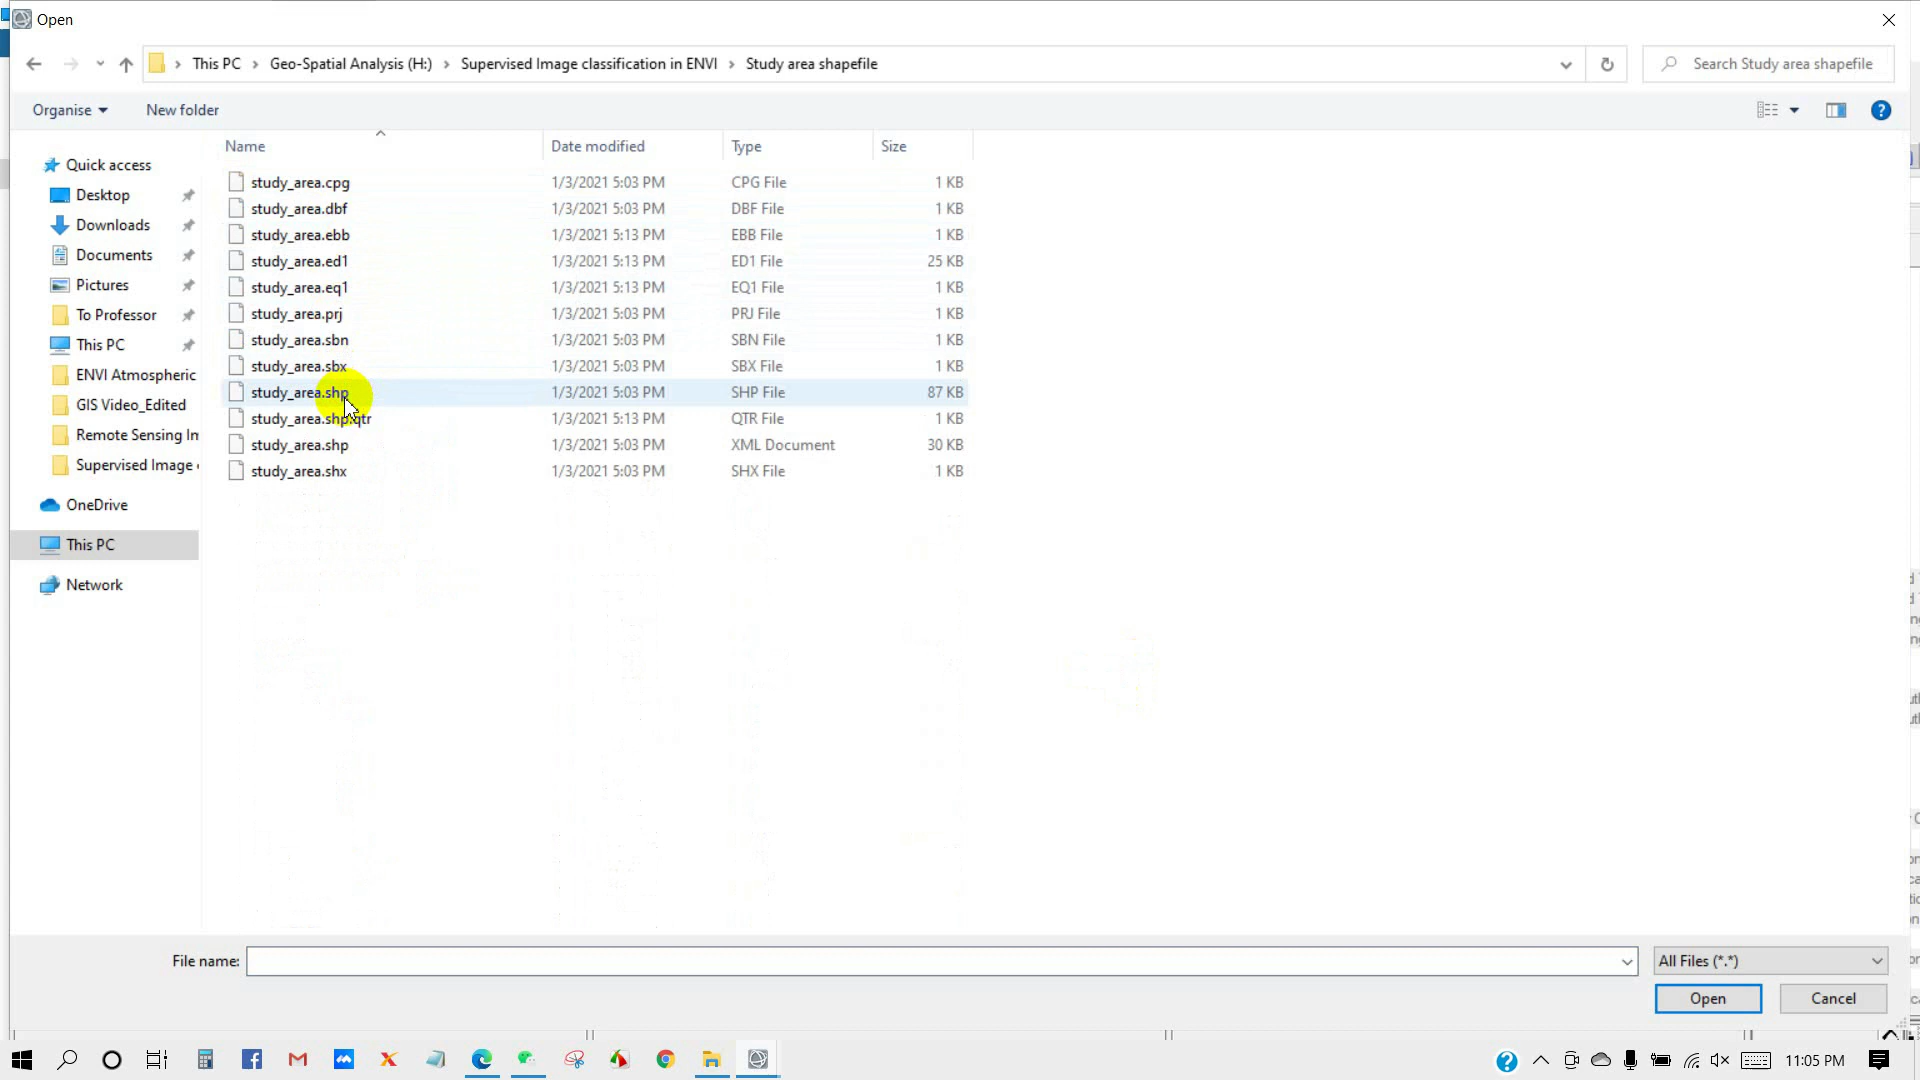 Open
This PC > Geo-Spatial Analysis (H:) > Supervised Image classification in ENVI > Study area shapefile
Search Study area shapefile
Organise
New folder
Name
Date modified
Type
Size
Quick access
Desktop
Downloads
Documents
Pictures
To Professor
This PC
ENVI Atmospheric
GIS Video_Edited
Remote Sensing In
Supervised Image
OneDrive
This PC
Network
study_area.cpg 1/3/2021 5:03 PM CPG File 1 KB
study_area.dbf 1/3/2021 5:03 PM DBF File 1 KB
study_area.ebb 1/3/2021 5:13 PM EBB File 1 KB
study_area.ed1 1/3/2021 5:13 PM ED1 File 25 KB
study_area.eq1 1/3/2021 5:13 PM EQ1 File 1 KB
study_area.prj 1/3/2021 5:03 PM PRJ File 1 KB
study_area.sbn 1/3/2021 5:03 PM SBN File 1 KB
study_area.sbx 1/3/2021 5:03 PM SBX File 1 KB
study_area.shp 1/3/2021 5:03 PM SHP File 87 KB
study_area.shp.qtr 1/3/2021 5:13 PM QTR File 1 KB
study_area.shp 1/3/2021 5:03 PM XML Document 30 KB
study_area.shx 1/3/2021 5:03 PM SHX File 1 KB
File name:
All Files (*.*)
Open
Cancel
11:05 PM